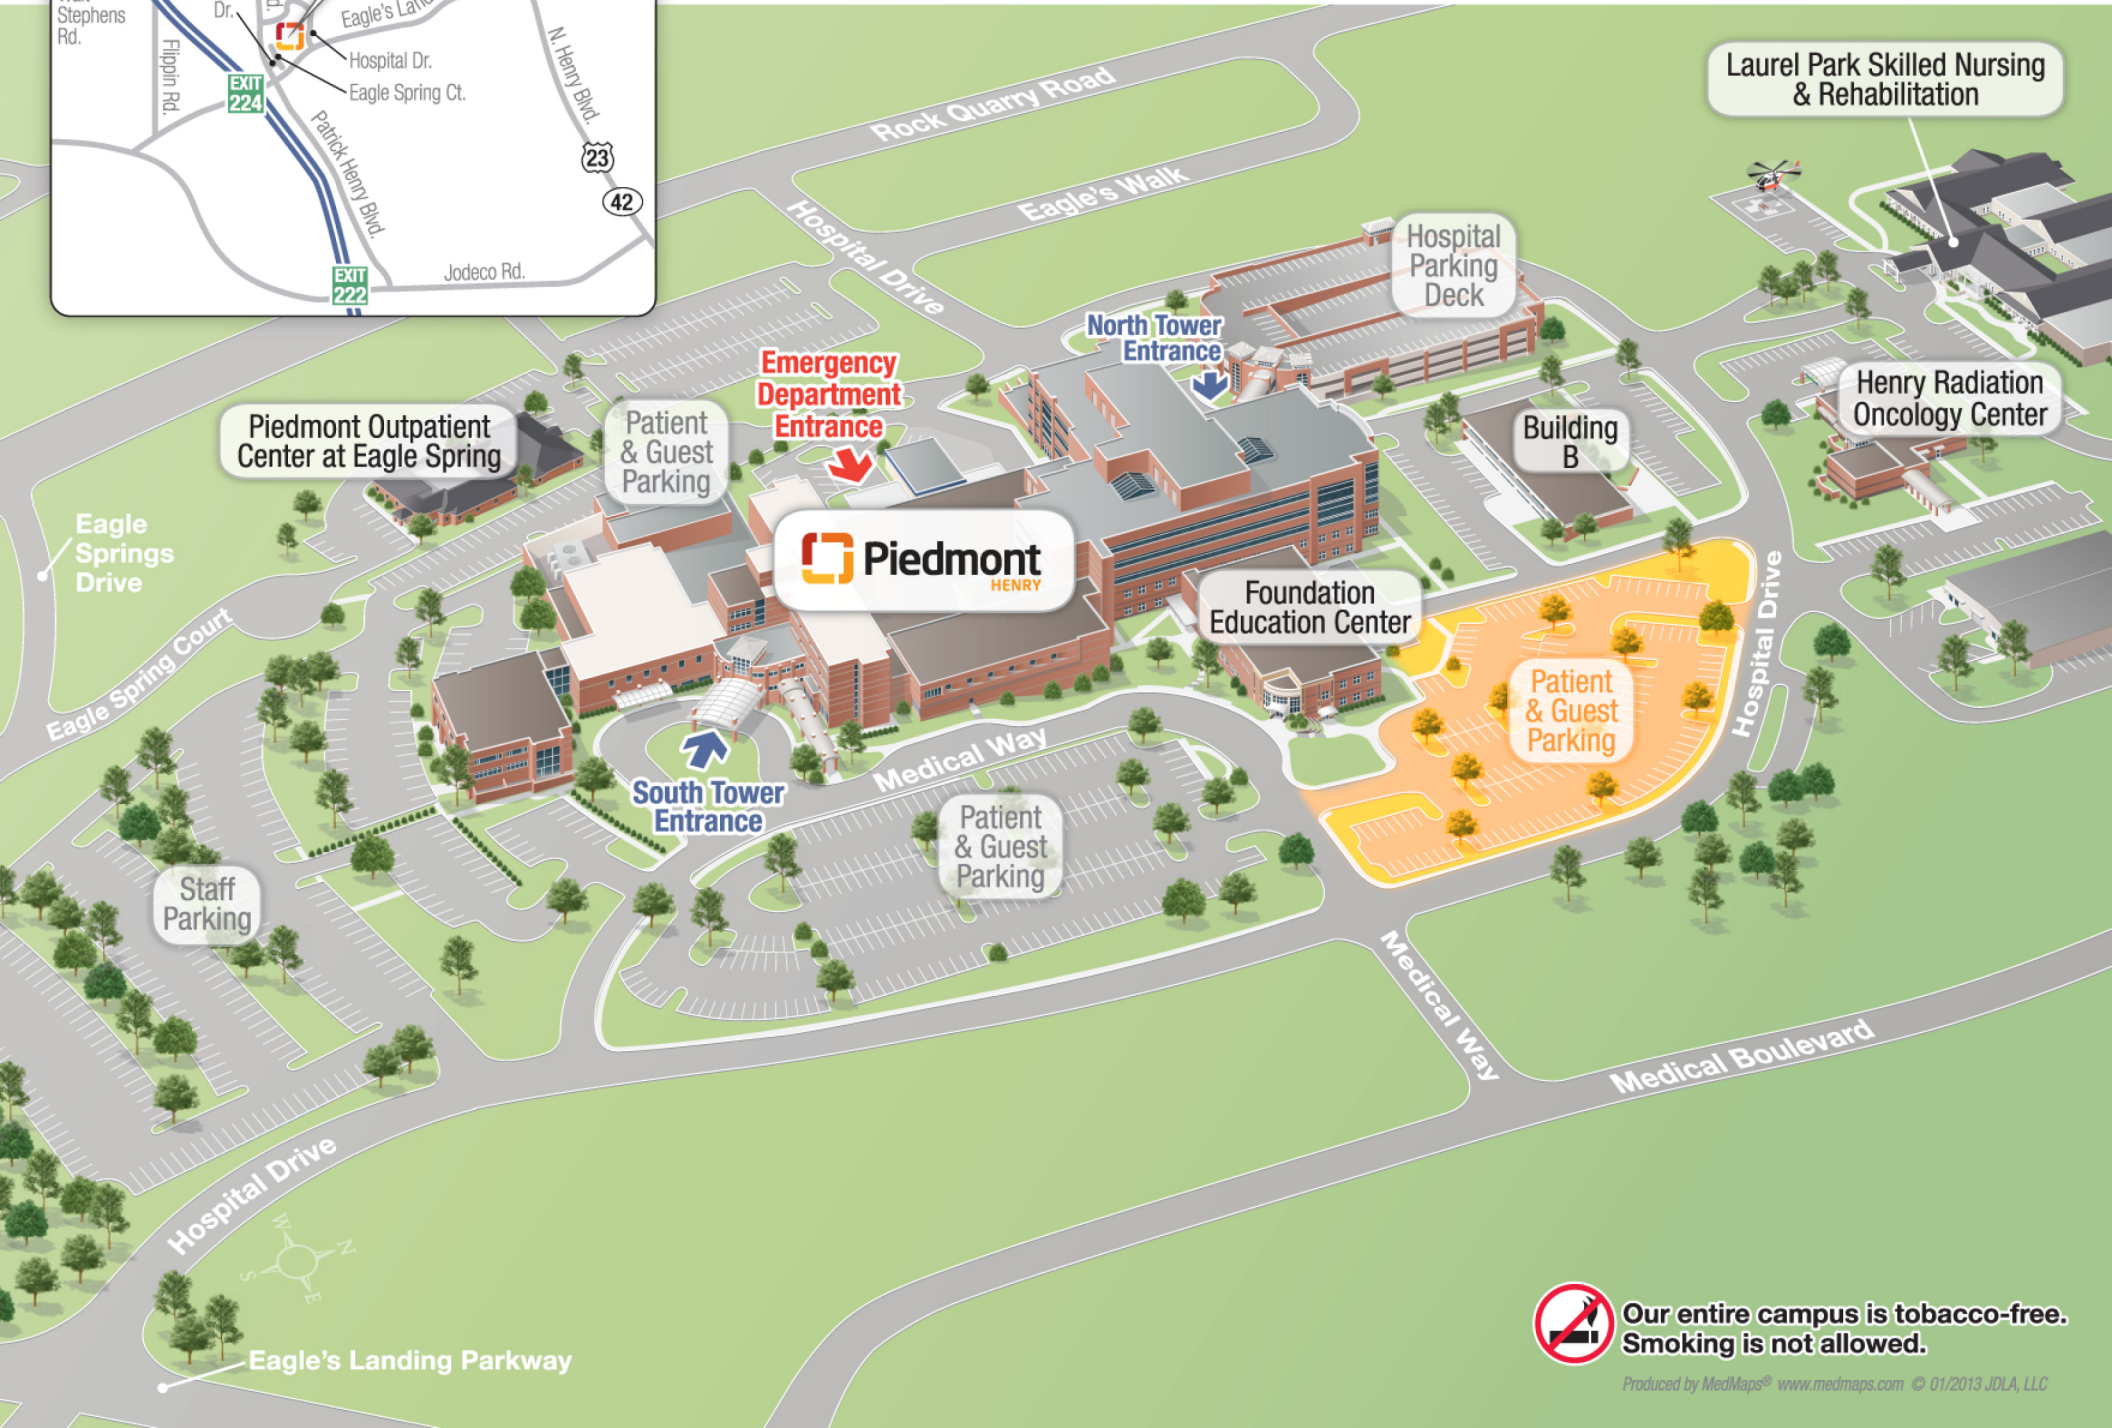 Stephens
Rd.
Dr.
Flippin Rd.
Eagle's
Hospital Dr.
Eagle Spring Ct.
EXIT
224
Patrick Henry Blvd.
N. Henry Blvd.
23
42
EXIT
222
Jodeco Rd.
Rock Quarry Road
Eagle's Walk
Hospital Drive
Laurel Park Skilled Nursing
& Rehabilitation
Hospital
Parking
Deck
North Tower
Entrance
Emergency
Department
Entrance
Piedmont Outpatient
Center at Eagle Spring
Patient
& Guest
Parking
Building
B
Henry Radiation
Oncology Center
Eagle
Springs
Drive
Piedmont
HENRY
Foundation
Education Center
Eagle Spring Court
Hospital Drive
Patient
& Guest
Parking
Medical Way
South Tower
Entrance
Patient
& Guest
Parking
Staff
Parking
Medical Way
Medical Boulevard
Hospital Drive
W
N
S
E
Eagle's Landing Parkway
Our entire campus is tobacco-free.
Smoking is not allowed.
Produced by MedMaps® www.medmaps.com © 01/2013 JDLA, LLC